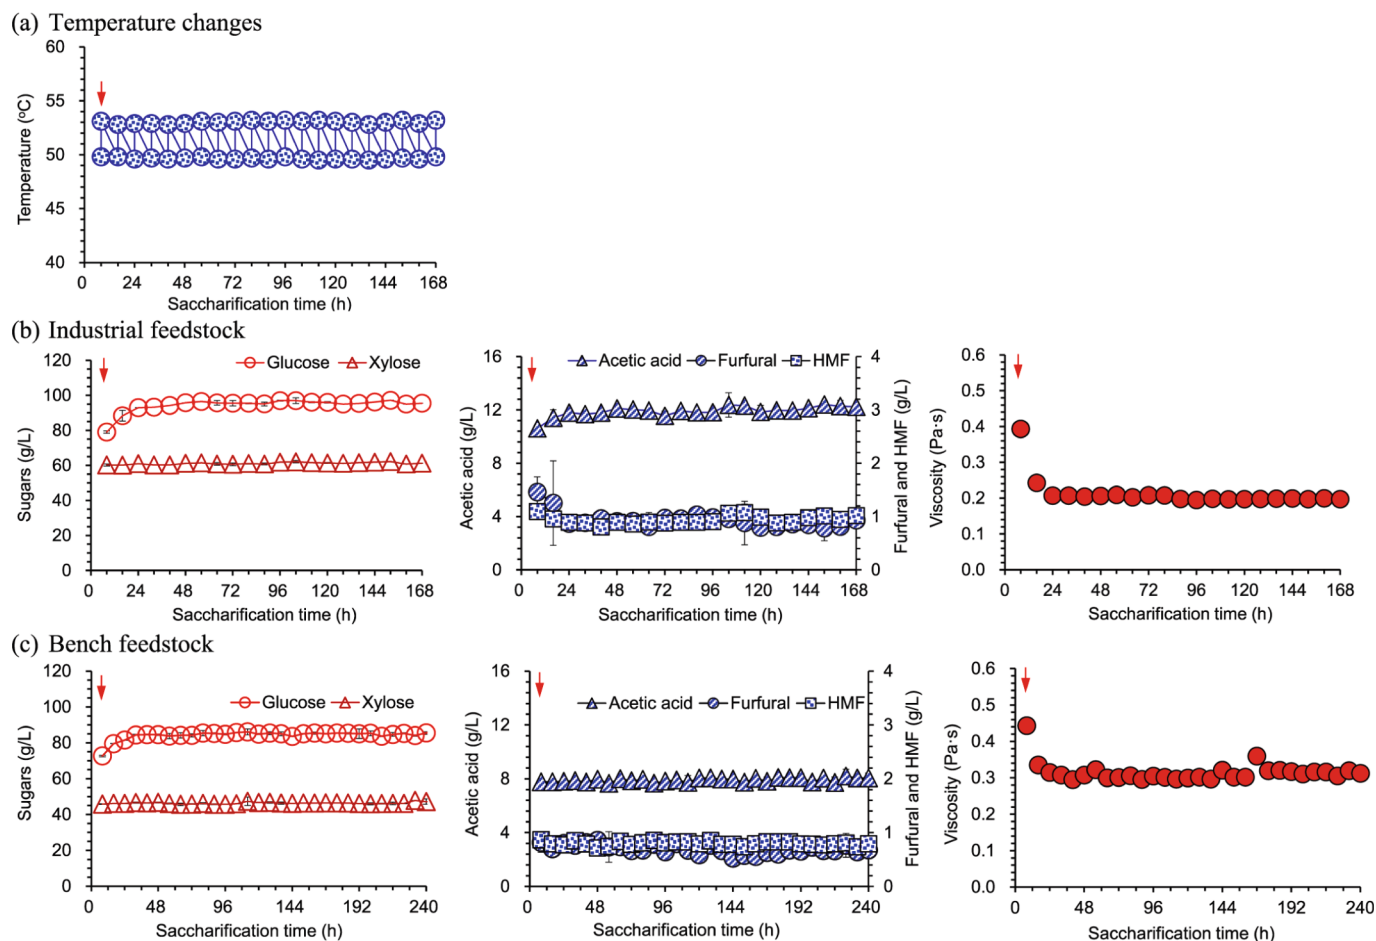 (a) Temperature changes
60
55
50
45
40
Temperature (°C)
0 24 48 72 96 120 144 168
Saccharification time (h)
(b) Industrial feedstock
120
100
80
60
40
20
0
Sugars (g/L)
Glucose Xylose
0 24 48 72 96 120 144 168
Saccharification time (h)
16
12
8
4
0
Acetic acid (g/L)
Acetic acid Furfural HMF
4
3
2
1
0
Furfural and HMF (g/L)
0 24 48 72 96 120 144 168
Saccharification time (h)
0.6
0.5
0.4
0.3
0.2
0.1
0.0
Viscosity (Pa·s)
0 24 48 72 96 120 144 168
Saccharification time (h)
(c) Bench feedstock
120
100
80
60
40
20
0
Sugars (g/L)
Glucose Xylose
0 48 96 144 192 240
Saccharification time (h)
16
12
8
4
0
Acetic acid (g/L)
Acetic acid Furfural HMF
4
3
2
1
0
Furfural and HMF (g/L)
0 48 96 144 192 240
Saccharification time (h)
0.6
0.5
0.4
0.3
0.2
0.1
0.0
Viscosity (Pa·s)
0 48 96 144 192 240
Saccharification time (h)